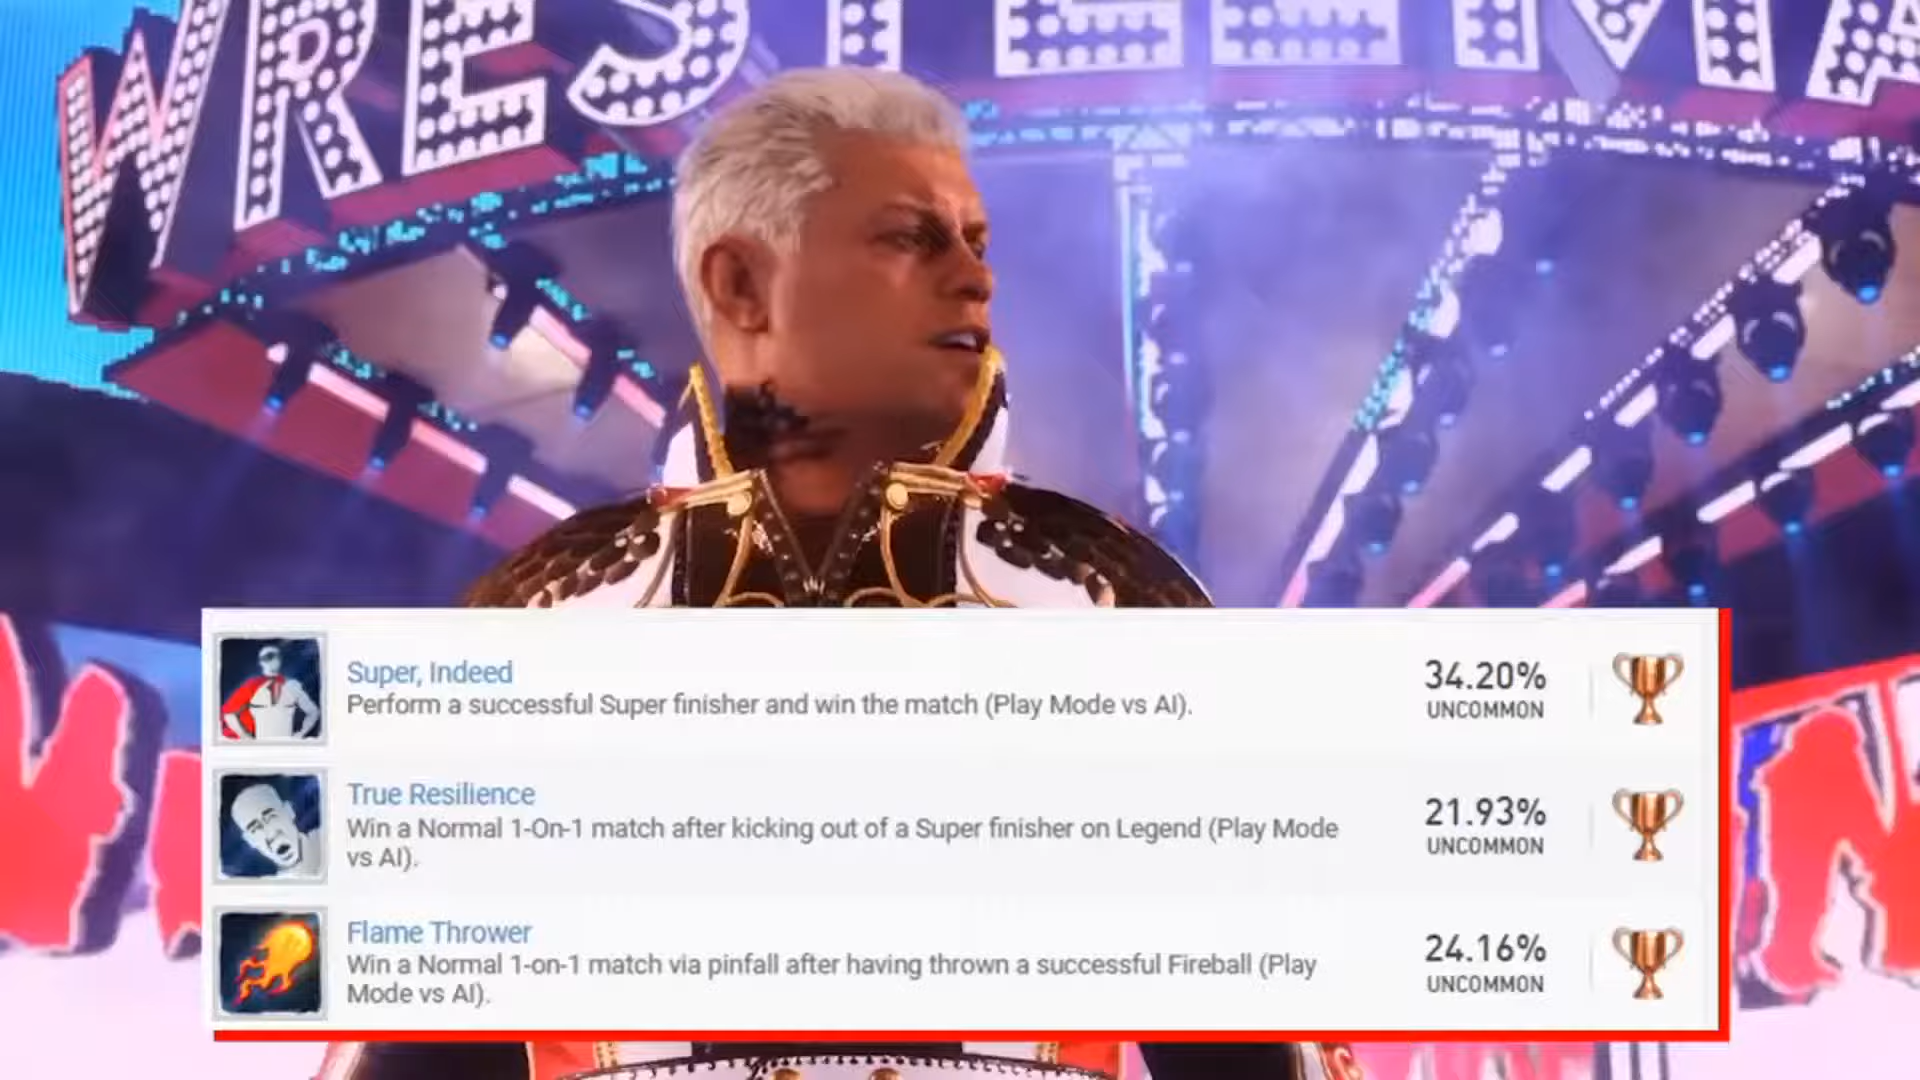 WRESTLEMA
Super, Indeed
Perform a successful Super finisher and win the match (Play Mode vs AI).
34.20%
UNCOMMON
True Resilience
Win a Normal 1-On-1 match after kicking out of a Super finisher on Legend (Play Mode
vs AI).
21.93%
UNCOMMON
Flame Thrower
Win a Normal 1-on-1 match via pinfall after having thrown a successful Fireball (Play
Mode vs AI).
24.16%
UNCOMMON